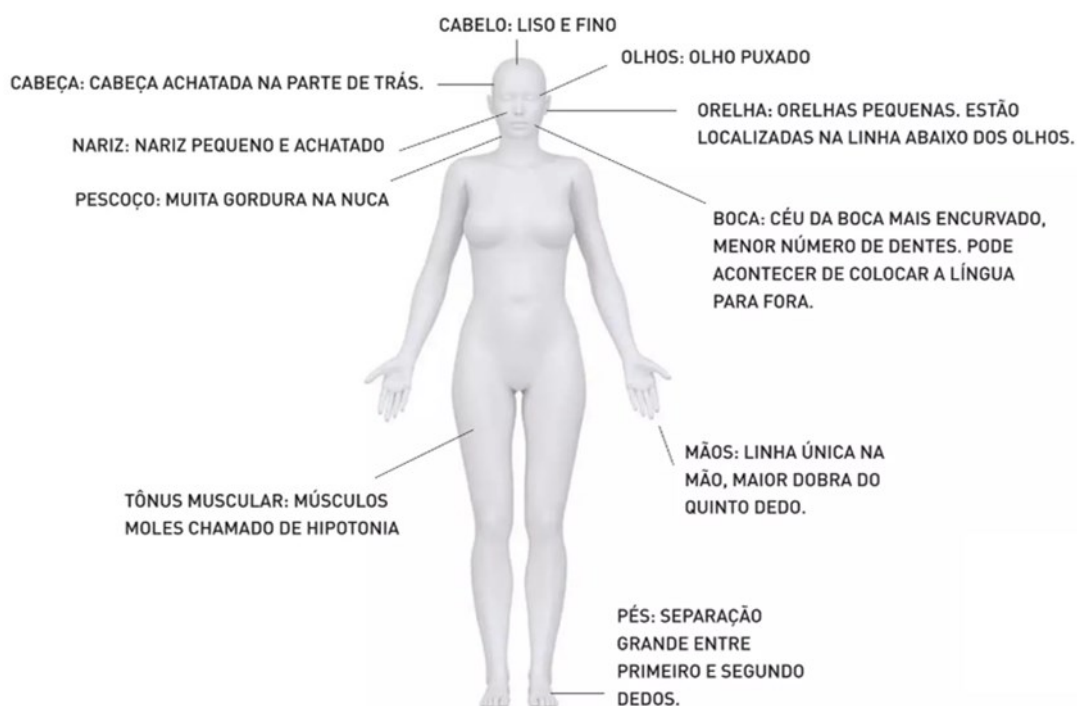 CABELO: LISO E FINO
OLHOS: OLHO PUXADO
CABEÇA: CABEÇA ACHATADA NA PARTE DE TRÁS.
ORELHA: ORELHAS PEQUENAS. ESTÃO
LOCALIZADAS NA LINHA ABAIXO DOS OLHOS.
NARIZ: NARIZ PEQUENO E ACHATADO
PESCOÇO: MUITA GORDURA NA NUCA
BOCA: CÉU DA BOCA MAIS ENCURVADO,
MENOR NÚMERO DE DENTES. PODE
ACONTECER DE COLOCAR A LÍNGUA
PARA FORA.
MÃOS: LINHA ÚNICA NA
MÃO, MAIOR DOBRA DO
QUINTO DEDO.
TÔNUS MUSCULAR: MÚSCULOS
MOLES CHAMADO DE HIPOTONIA
PÉS: SEPARAÇÃO
GRANDE ENTRE
PRIMEIRO E SEGUNDO
DEDOS.